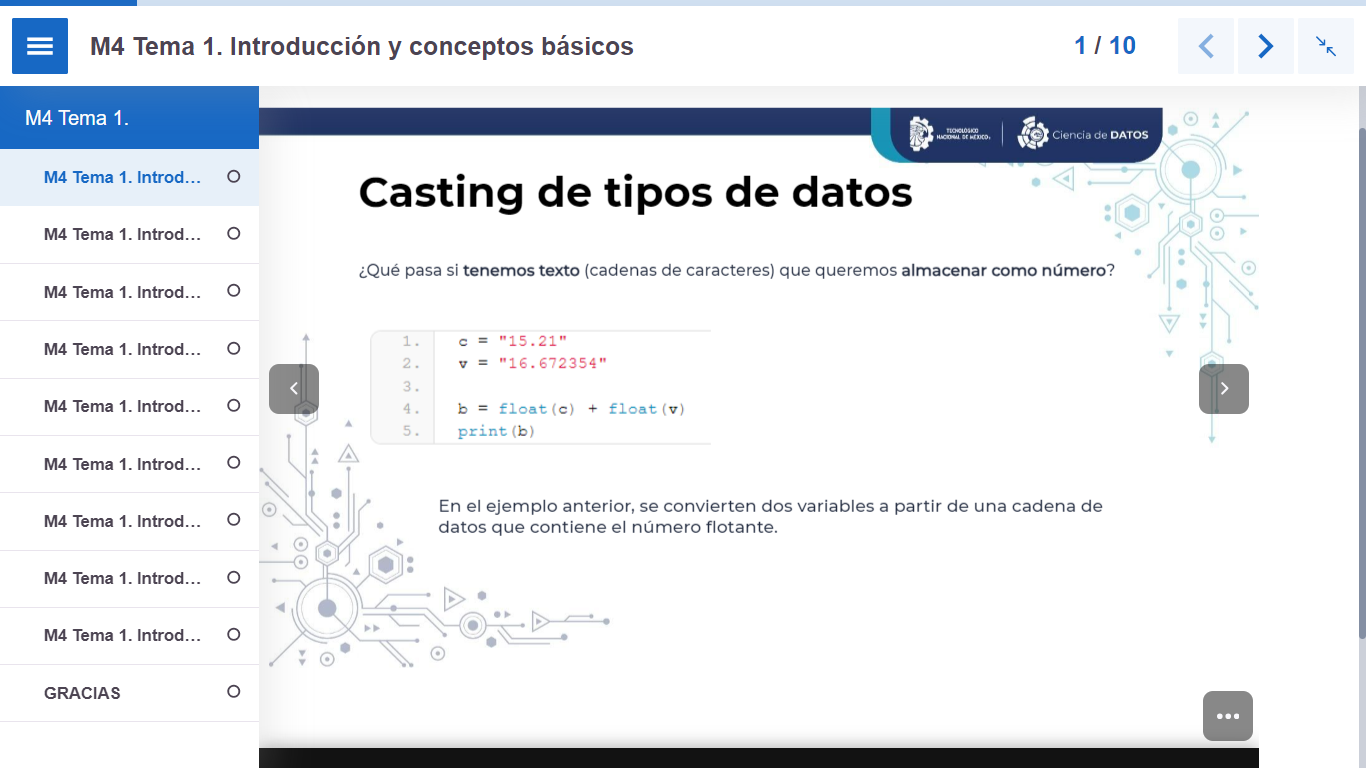 M4 Tema 1. Introducción y conceptos básicos
1 / 10
M4 Tema 1.
M4 Tema 1. Introd...
M4 Tema 1. Introd...
M4 Tema 1. Introd...
M4 Tema 1. Introd...
M4 Tema 1. Introd...
M4 Tema 1. Introd...
M4 Tema 1. Introd...
M4 Tema 1. Introd...
M4 Tema 1. Introd...
GRACIAS
TECNOLÓGICO
NACIONAL DE MÉXICO.
Ciencia de DATOS
Casting de tipos de datos
¿Qué pasa si tenemos texto (cadenas de caracteres) que queremos almacenar como número?
1. c = "15.21"
2. v = "16.672354"
3.
4. b = float(c) + float(v)
5. print(b)
En el ejemplo anterior, se convierten dos variables a partir de una cadena de
datos que contiene el número flotante.